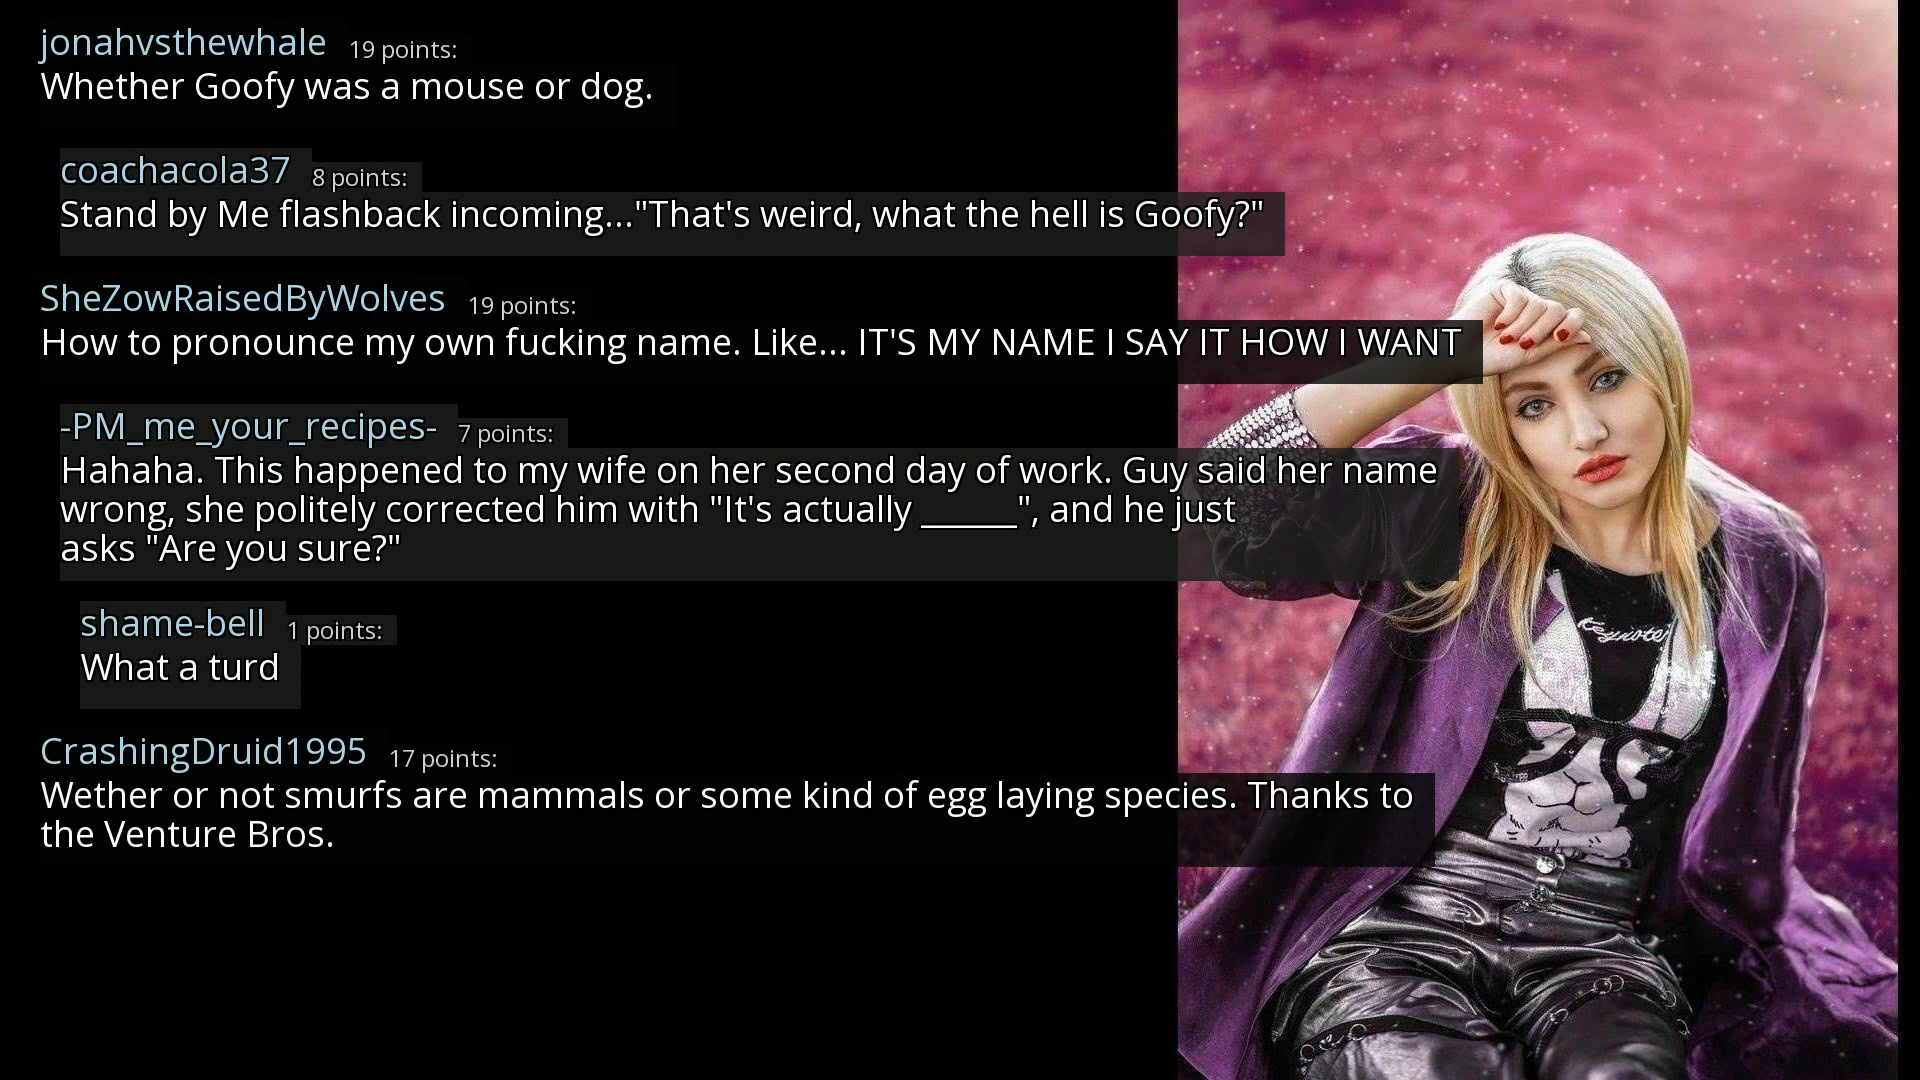 jonahvsthewhale 19 points:
Whether Goofy was a mouse or dog.
coachacola37 8 points:
Stand by Me flashback incoming..."That's weird, what the hell is Goofy?"
SheZowRaisedByWolves 19 points:
How to pronounce my own fucking name. Like... IT'S MY NAME I SAY IT HOW I WANT
-PM_me_your_recipes- 7 points:
Hahaha. This happened to my wife on her second day of work. Guy said her name
wrong, she politely corrected him with "It's actually ______", and he just
asks "Are you sure?"
shame-bell 1 points:
What a turd
CrashingDruid1995 17 points:
Wether or not smurfs are mammals or some kind of egg laying species. Thanks to
the Venture Bros.
Keynote